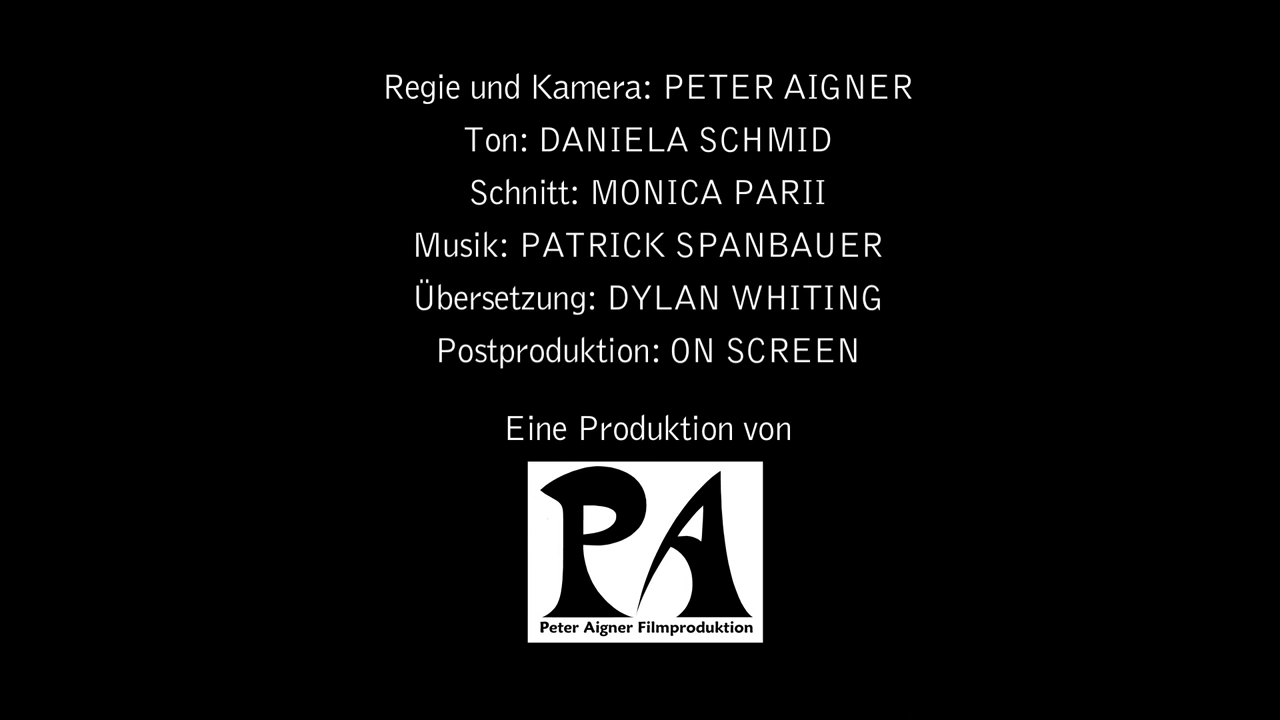 Regie und Kamera: PETER AIGNER
Ton: DANIELA SCHMID
Schnitt: MONICA PARII
Musik: PATRICK SPANBAUER
Übersetzung: DYLAN WHITING
Postproduktion: ON SCREEN
Eine Produktion von
PA
Peter Aigner Filmproduktion